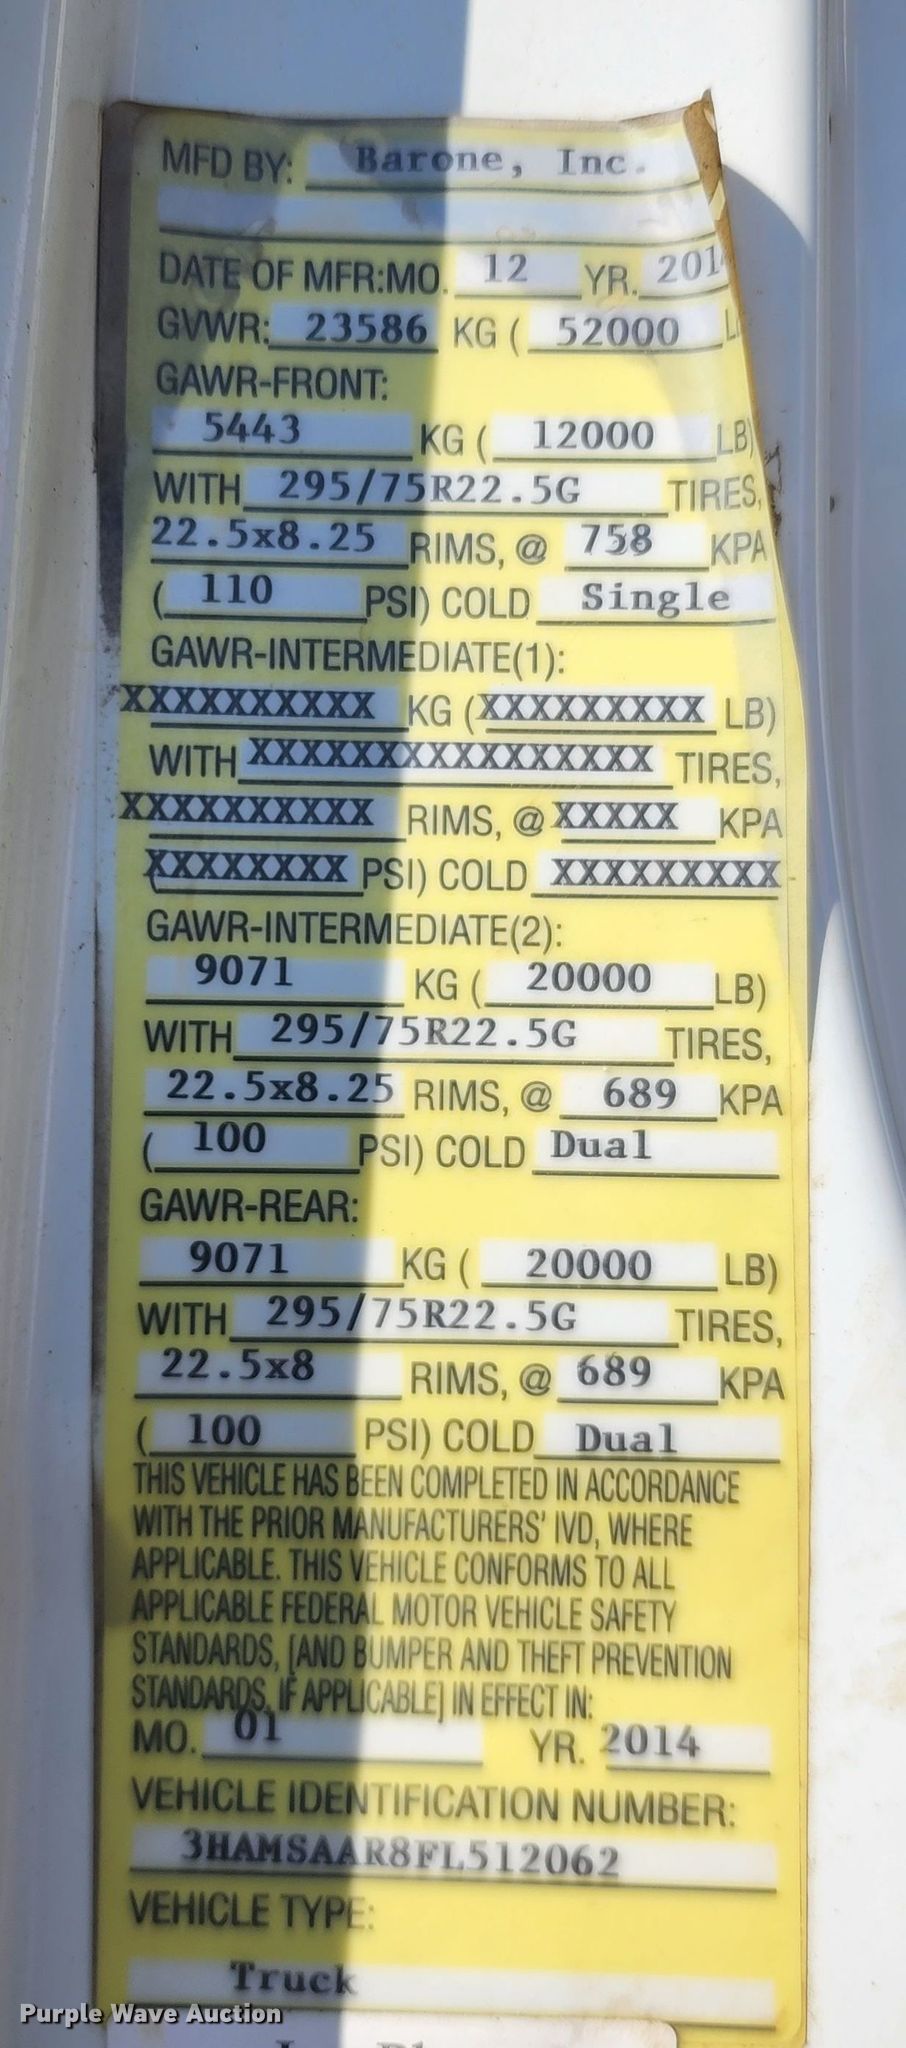 MFD BY: Barone, Inc.
DATE OF MFR:MO. 12 YR. 2014
GVWR: 23586 KG ( 52000 LB
GAWR-FRONT:
5443 KG ( 12000 LB)
WITH 295/75R22.5G TIRES,
22.5x8.25 RIMS, @ 758 KPA
( 110 PSI) COLD Single
GAWR-INTERMEDIATE(1):
XXXXXXXXXX KG (XXXXXXXXX LB)
WITH XXXXXXXXXXXXXXXX TIRES,
XXXXXXXXXX RIMS, @ XXXXX KPA
(XXXXXXXX PSI) COLD XXXXXXXXX
GAWR-INTERMEDIATE(2):
9071 KG ( 20000 LB)
WITH 295/75R22.5G TIRES,
22.5x8.25 RIMS, @ 689 KPA
( 100 PSI) COLD Dual
GAWR-REAR:
9071 KG ( 20000 LB)
WITH 295/75R22.5G TIRES,
22.5x8 RIMS, @ 689 KPA
( 100 PSI) COLD Dual
THIS VEHICLE HAS BEEN COMPLETED IN ACCORDANCE
WITH THE PRIOR MANUFACTURERS' IVD, WHERE
APPLICABLE. THIS VEHICLE CONFORMS TO ALL
APPLICABLE FEDERAL MOTOR VEHICLE SAFETY
STANDARDS, [AND BUMPER AND THEFT PREVENTION
STANDARDS, IF APPLICABLE] IN EFFECT IN:
MO. 01 YR. 2014
VEHICLE IDENTIFICATION NUMBER:
3HAMSAAR8FL512062
VEHICLE TYPE:
Truck
Purple Wave Auction